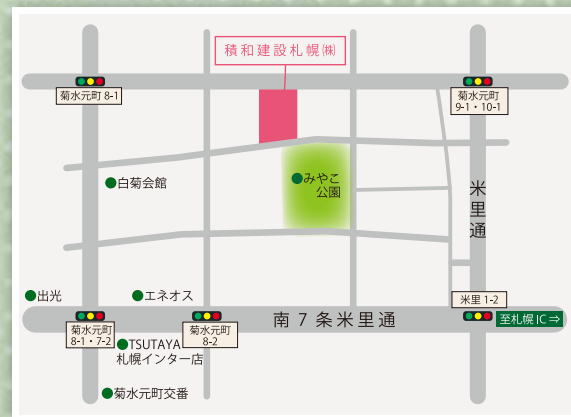 積和建設札幌㈱
菊水元町 8-1
菊水元町
9-1・10-1
みやこ
公園
白菊会館
米里通
出光
エネオス
米里 1-2
南7条米里通
至札幌 IC⇒
菊水元町
8-1・7-2
菊水元町
8-2
TSUTAYA
札幌インター店
菊水元町交番